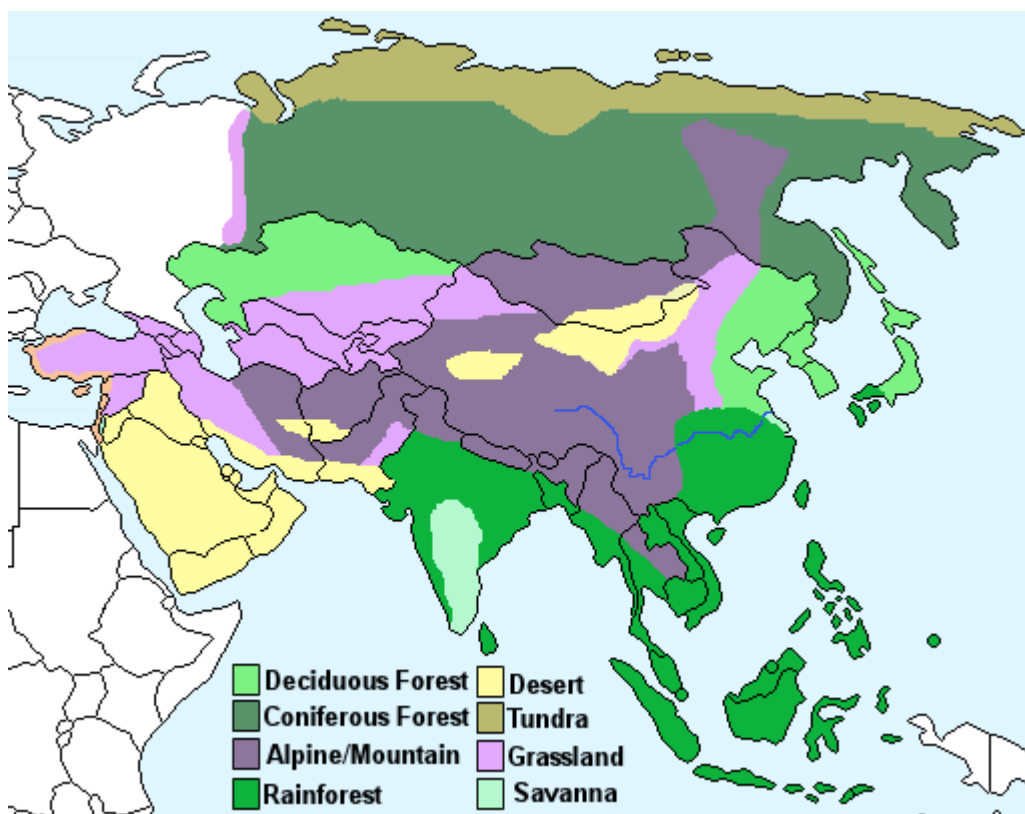 Deciduous Forest
Desert
Coniferous Forest
Tundra
Alpine/Mountain
Grassland
Rainforest
Savanna